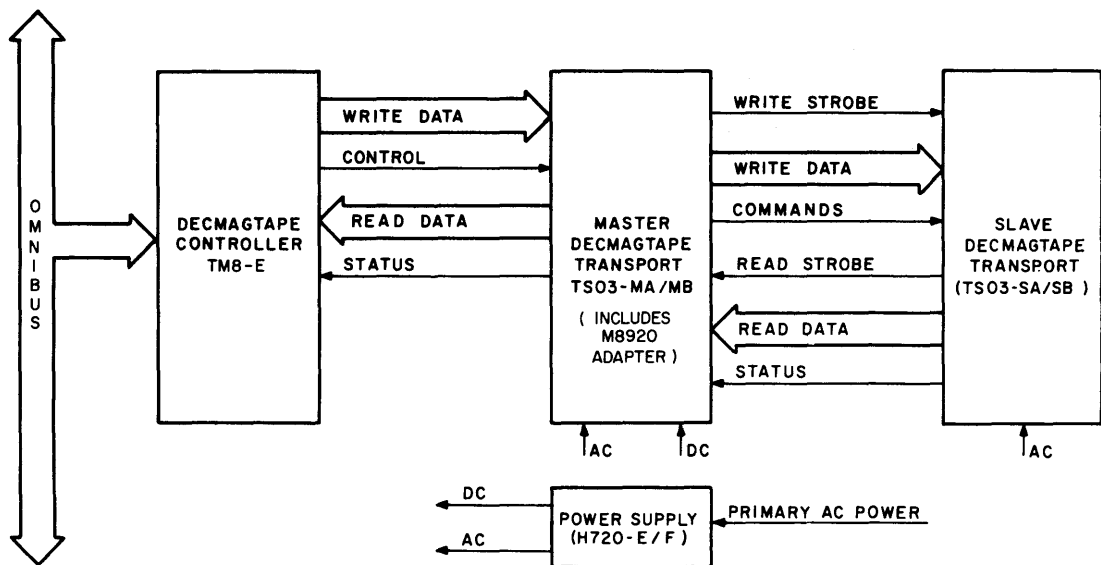 OMNIBUS
DECMAGTAPE
CONTROLLER
TM8-E
WRITE DATA
CONTROL
READ DATA
STATUS
MASTER
DECMAGTAPE
TRANSPORT
TS03-MA/MB
( INCLUDES
M8920
ADAPTER )
WRITE STROBE
WRITE DATA
COMMANDS
READ STROBE
READ DATA
STATUS
SLAVE
DECMAGTAPE
TRANSPORT
(TS03-SA/SB)
AC
DC
AC
DC
AC
POWER SUPPLY
(H720-E/F)
PRIMARY AC POWER